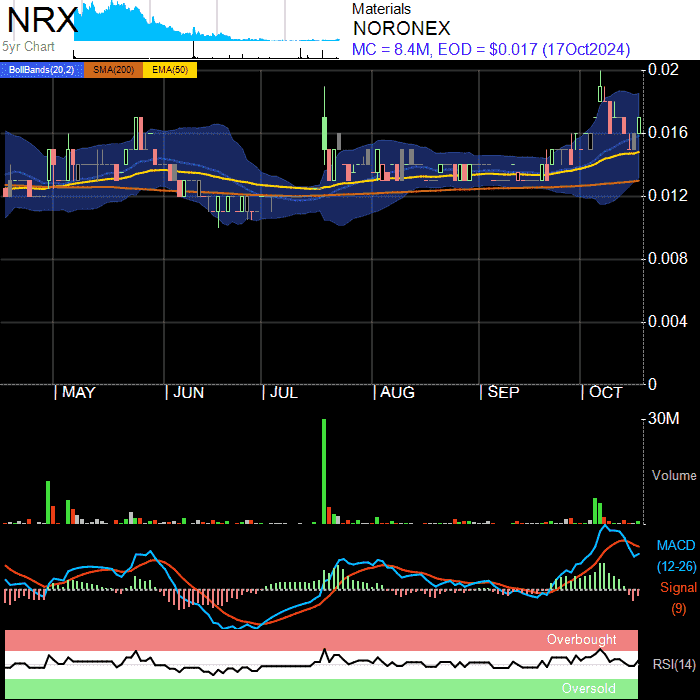 NRX
5yr Chart
Materials
NORONEX
MC = 8.4M, EOD = $0.017 (17Oct2024)
BollBands(20,2) SMA(200) EMA(50)
0.02
0.016
0.012
0.008
0.004
0
MAY JUN JUL AUG SEP OCT
30M
Volume
MACD
(12-26)
Signal
(9)
Overbought
RSI(14)
Oversold